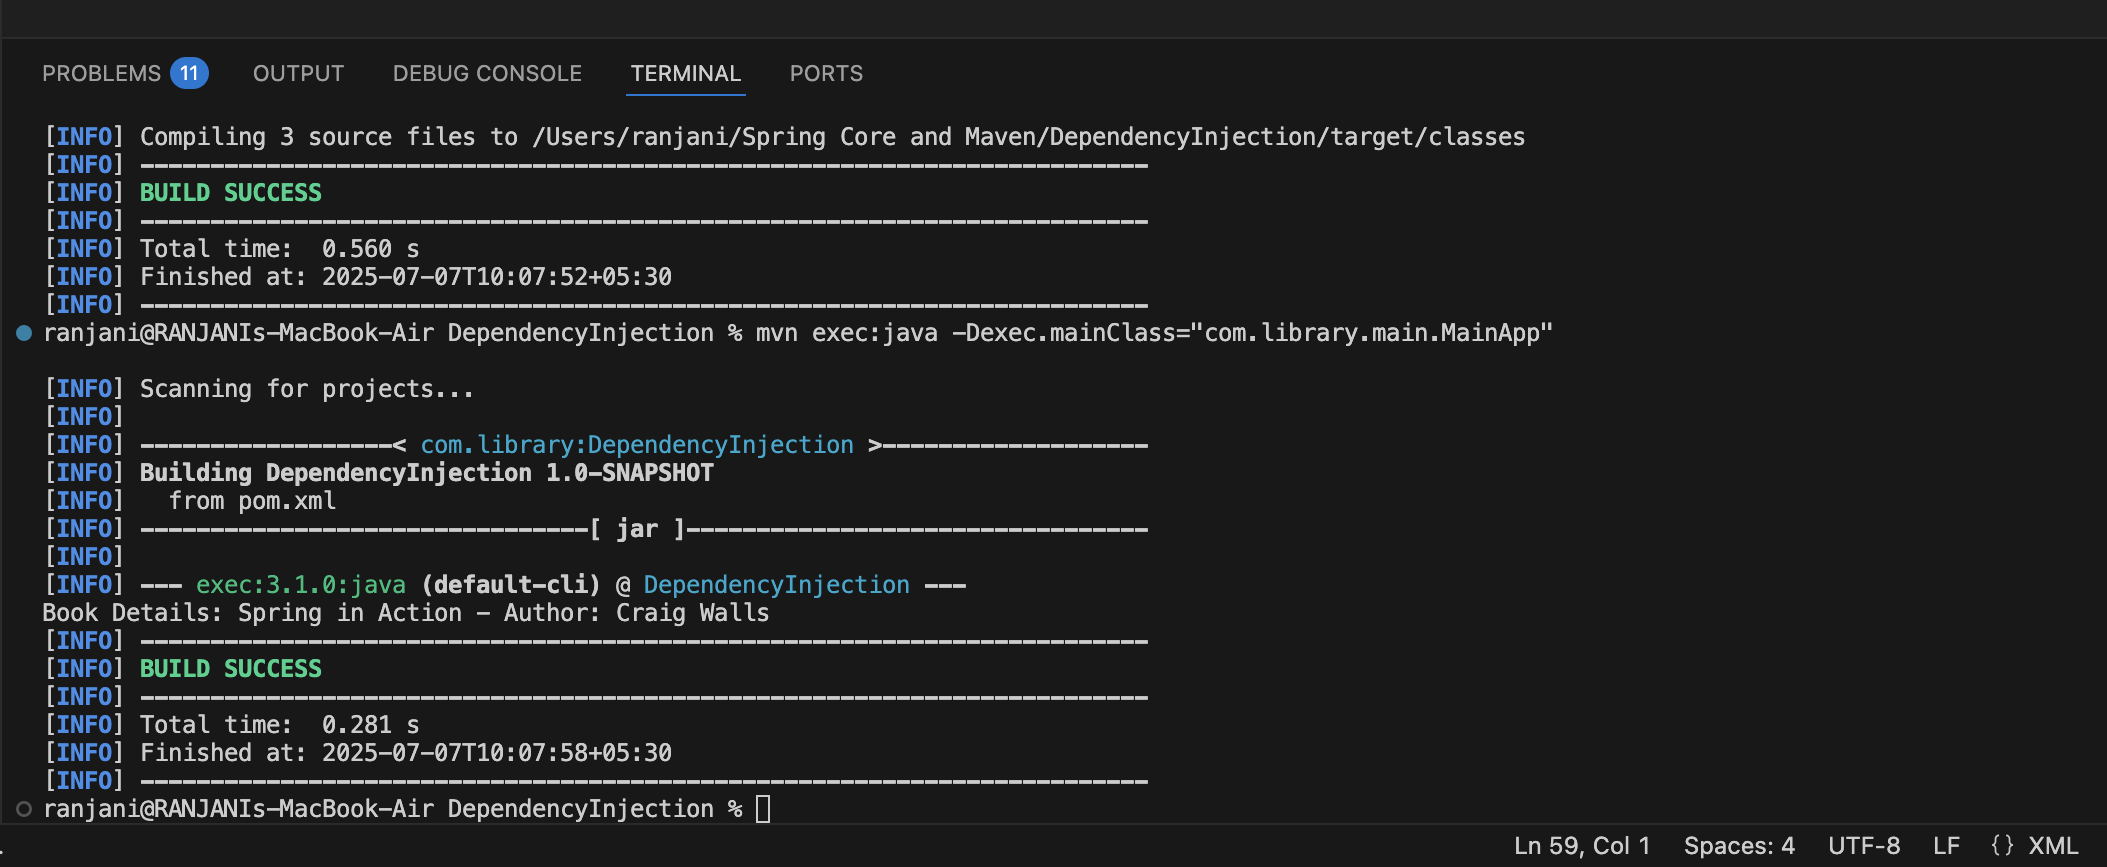 PROBLEMS 11 OUTPUT DEBUG CONSOLE TERMINAL PORTS
[INFO] Compiling 3 source files to /Users/ranjani/Spring Core and Maven/DependencyInjection/target/classes
[INFO] ------------------------------------------------------------------------
[INFO] BUILD SUCCESS
[INFO] ------------------------------------------------------------------------
[INFO] Total time:  0.560 s
[INFO] Finished at: 2025-07-07T10:07:52+05:30
[INFO] ------------------------------------------------------------------------
ranjani@RANJANIs-MacBook-Air DependencyInjection % mvn exec:java -Dexec.mainClass="com.library.main.MainApp"
[INFO] Scanning for projects...
[INFO]
[INFO] ------------------< com.library:DependencyInjection >-------------------
[INFO] Building DependencyInjection 1.0-SNAPSHOT
[INFO]   from pom.xml
[INFO] --------------------------------[ jar ]---------------------------------
[INFO]
[INFO] --- exec:3.1.0:java (default-cli) @ DependencyInjection ---
Book Details: Spring in Action - Author: Craig Walls
[INFO] ------------------------------------------------------------------------
[INFO] BUILD SUCCESS
[INFO] ------------------------------------------------------------------------
[INFO] Total time:  0.281 s
[INFO] Finished at: 2025-07-07T10:07:58+05:30
[INFO] ------------------------------------------------------------------------
ranjani@RANJANIs-MacBook-Air DependencyInjection %
Ln 59, Col 1 Spaces: 4 UTF-8 LF {} XML